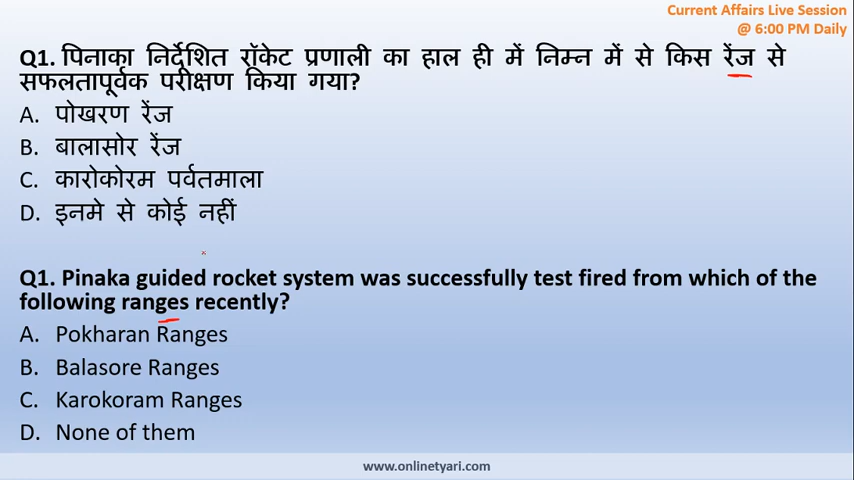 Current Affairs Live Session
@ 6:00 PM Daily
Q1. पिनाका निर्देशित रॉकेट प्रणाली का हाल ही में निम्न में से किस रेंज से
सफलतापूर्वक परीक्षण किया गया?
A. पोखरण रेंज
B. बालासोर रेंज
C. कारोकोरम पर्वतमाला
D. इनमे से कोई नहीं
Q1. Pinaka guided rocket system was successfully test fired from which of the
following ranges recently?
A. Pokharan Ranges
B. Balasore Ranges
C. Karokoram Ranges
D. None of them
www.onlinetyari.com